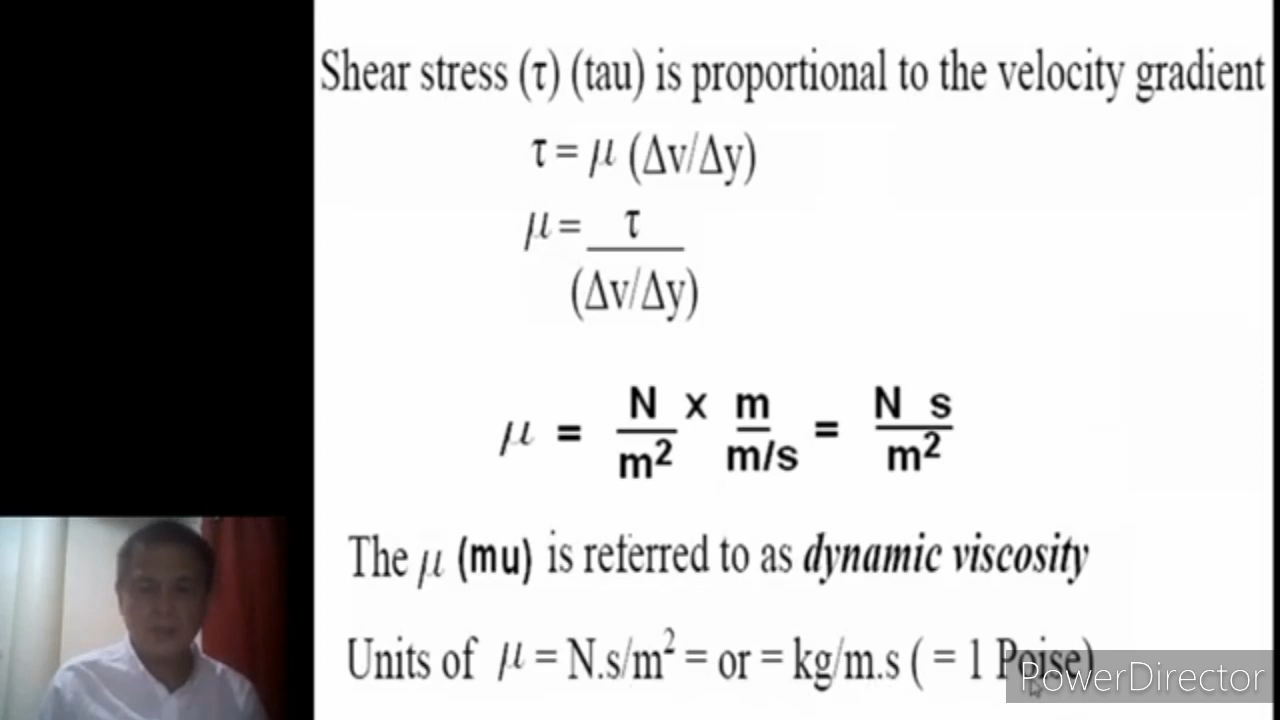 Shear stress (τ) (tau) is proportional to the velocity gradient
τ = μ (Δv/Δy)
μ = τ
(Δv/Δy)
μ = N x m = N s
m² m/s m²
The μ (mu) is referred to as dynamic viscosity
Units of μ = N.s/m² = or = kg/m.s ( = 1 Poise)
PowerDirector